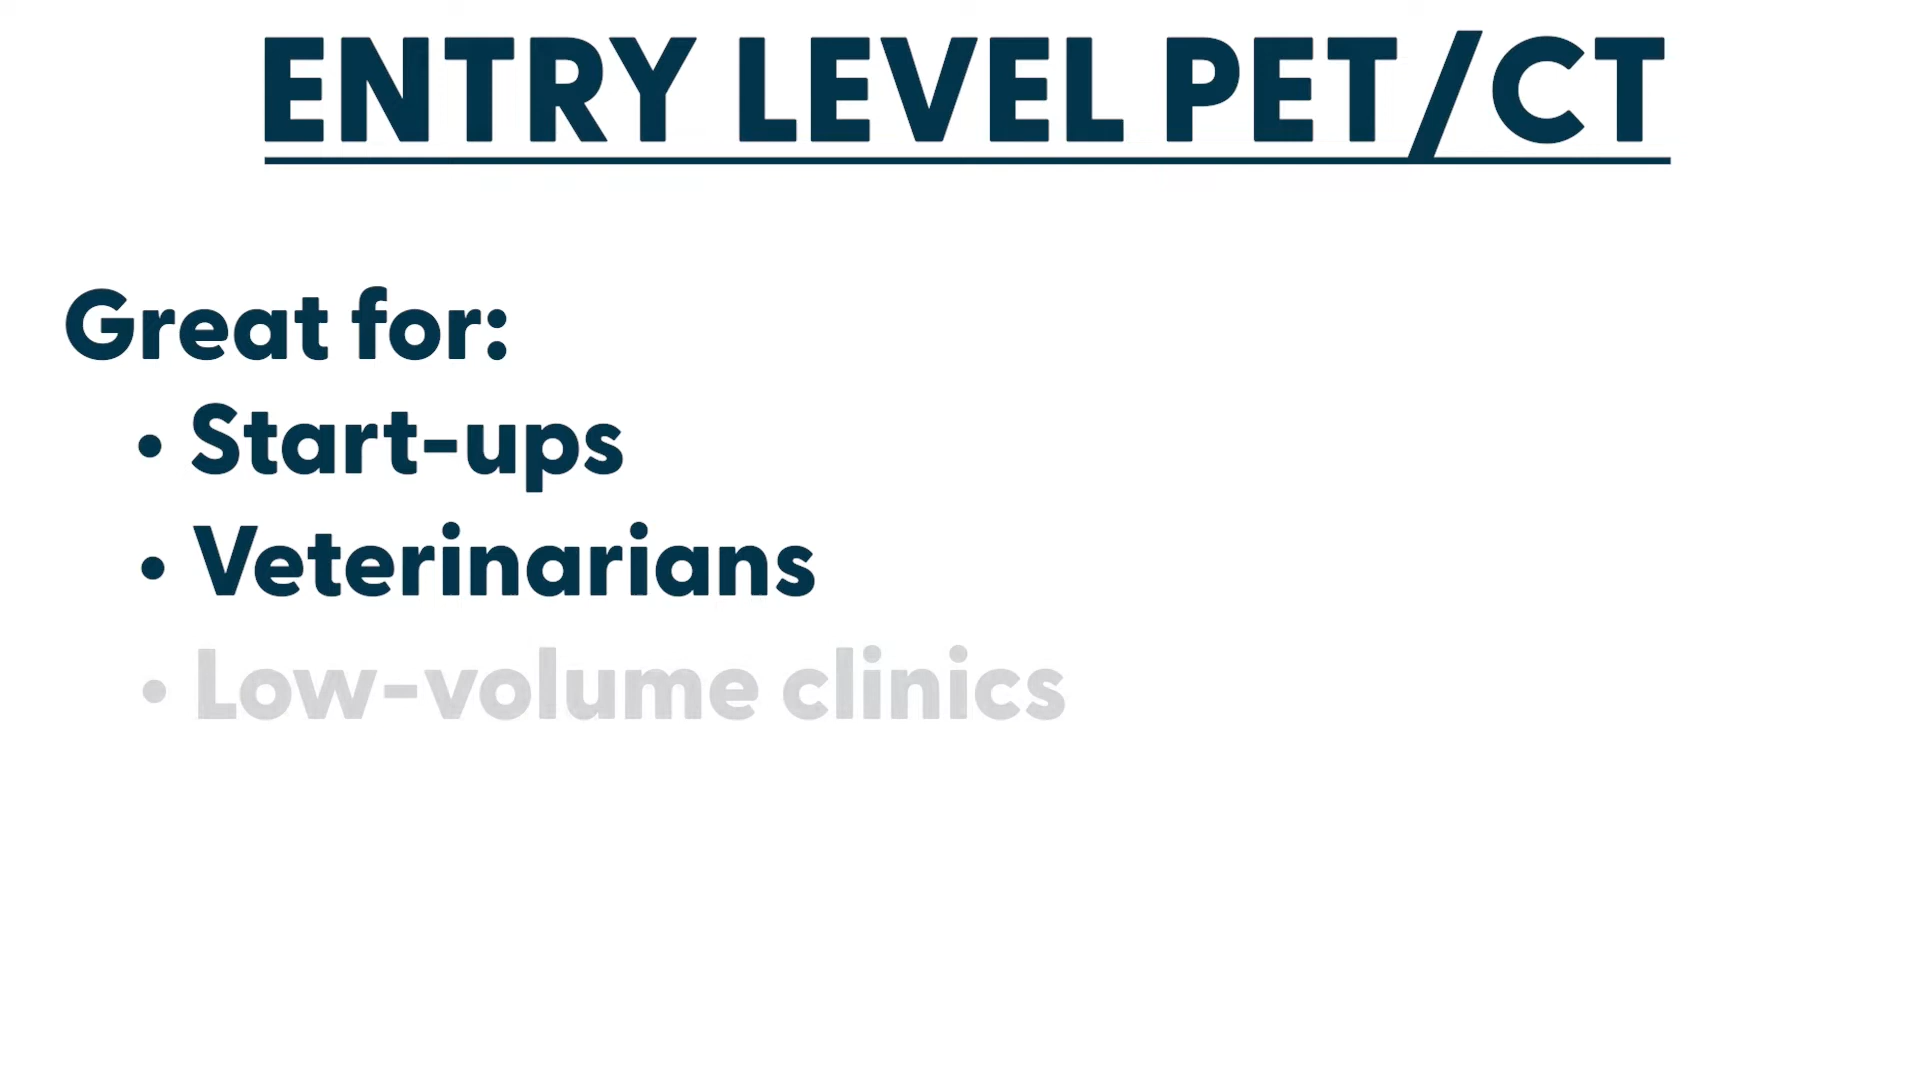 ENTRY LEVEL PET/CT
Great for:
• Start-ups
• Veterinarians
• Low-volume clinics